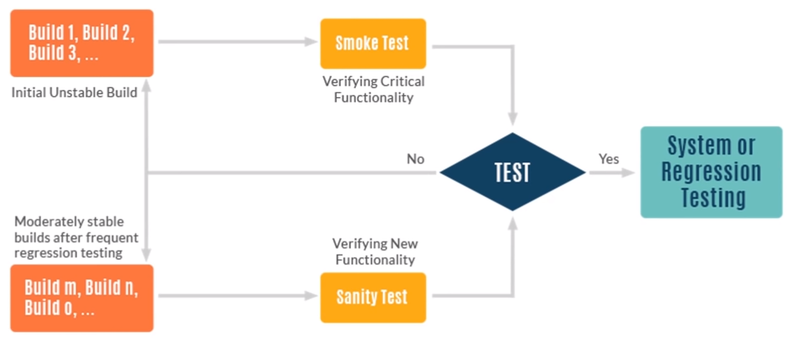 Build 1, Build 2,
Build 3, ...
Initial Unstable Build
Smoke Test
Verifying Critical
Functionality
No
TEST
Yes
System or
Regression
Testing
Moderately stable
builds after frequent
regression testing
Build m, Build n,
Build o, ...
Verifying New
Functionality
Sanity Test